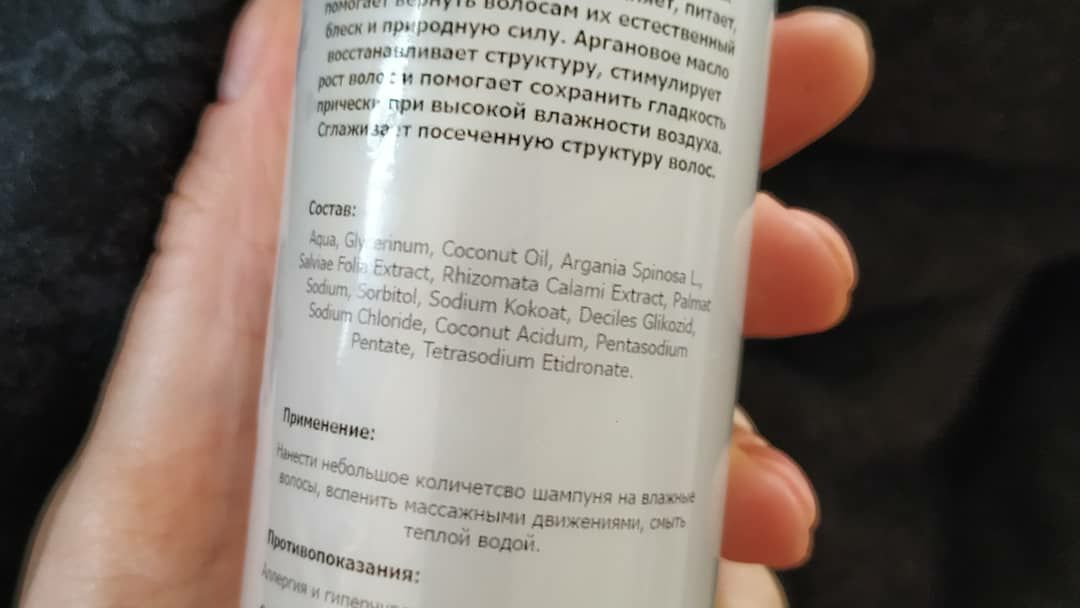 питает,
помогает вернуть волосам их естественный
блеск и природную силу. Аргановое масло
восстанавливает структуру, стимулирует
рост волос и помогает сохранить гладкость
прически при высокой влажности воздуха.
Сглаживает посеченную структуру волос.
Состав:
Aqua, Glycerinum, Coconut Oil, Argania Spinosa L,
Salviae Folia Extract, Rhizomata Calami Extract, Palmat
Sodium, Sorbitol, Sodium Kokoat, Deciles Glikozid,
Sodium Chloride, Coconut Acidum, Pentasodium
Pentate, Tetrasodium Etidronate.
Применение:
Нанести небольшое количетсво шампуня на влажные
волосы, вспенить массажными движениями, смыть
теплой водой.
Противопоказания:
Аллергия и